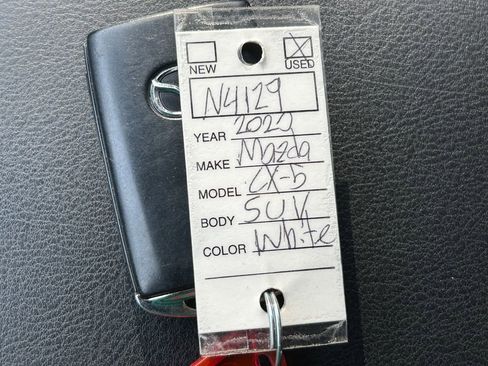 NEW USED
N4129
YEAR 2020
MAKE Mazda
MODEL CX-5
BODY SUV
COLOR White